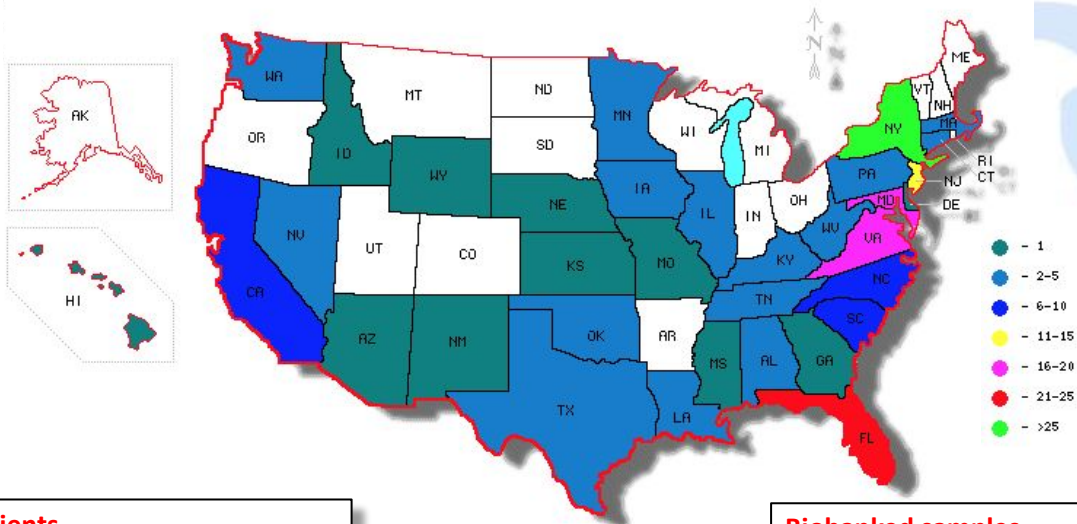 ME
WA
MT
ND
VT
NH
AK
MN
OR
WI
NY
MA
ID
SD
MI
RI
CT
WY
PA
IA
NJ
OH
NE
MD
DE
IL
IN
NV
WV
UT
VA
CO
KY
- 1
KS
MO
- 2-5
HI
CA
NC
TN
- 6-10
OK
SC
AZ
NM
AR
- 11-15
MS
AL
GA
- 16-20
- 21-25
TX
LA
- >25
FL
N
Biobanked samples